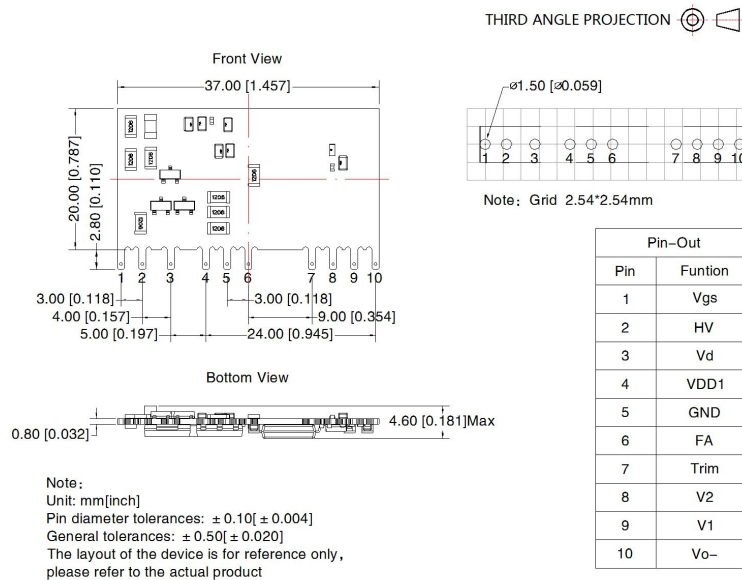 THIRD ANGLE PROJECTION
Front View
37.00 [1.457]
20.00 [0.787]
2.80 [0.110]
1206
1206 1206
1206
1206
1206
1206
1 2 3 4 5 6 7 8 9 10
3.00 [0.118] 3.00 [0.118]
4.00 [0.157] 9.00 [0.354]
5.00 [0.197] 24.00 [0.945]
ø1.50 [ø0.059]
1 2 3 4 5 6 7 8 9 10
Note: Grid 2.54*2.54mm
Bottom View
0.80 [0.032]
4.60 [0.181]Max
Note:
Unit: mm[inch]
Pin diameter tolerances: ±0.10[±0.004]
General tolerances: ±0.50[±0.020]
The layout of the device is for reference only,
please refer to the actual product
Pin-Out
Pin Funtion
1 Vgs
2 HV
3 Vd
4 VDD1
5 GND
6 FA
7 Trim
8 V2
9 V1
10 Vo-